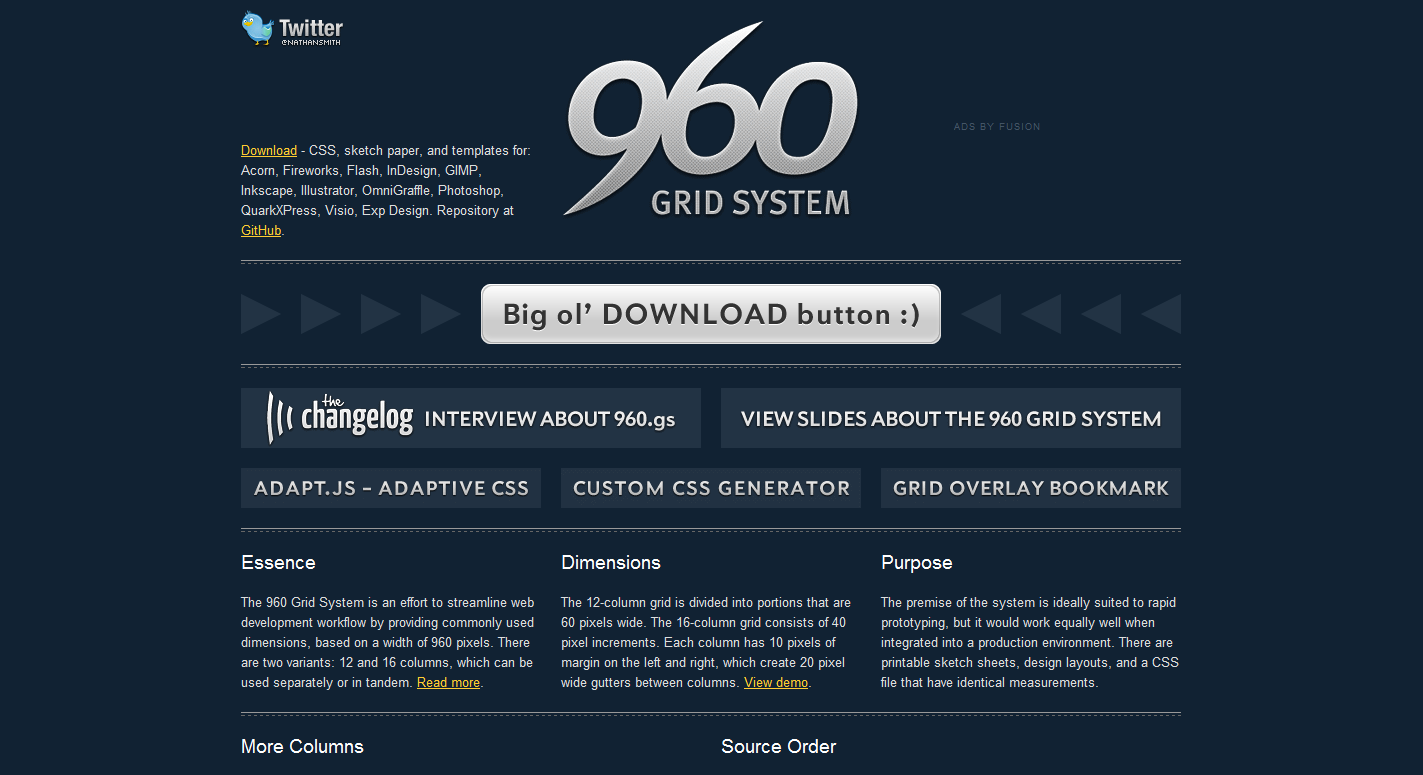 Twitter
@NATHANSMITH
960
GRID SYSTEM
ADS BY FUSION
Download - CSS, sketch paper, and templates for:
Acorn, Fireworks, Flash, InDesign, GIMP,
Inkscape, Illustrator, OmniGraffle, Photoshop,
QuarkXPress, Visio, Exp Design. Repository at
GitHub.
Big ol’ DOWNLOAD button :)
the changelog INTERVIEW ABOUT 960.gs
VIEW SLIDES ABOUT THE 960 GRID SYSTEM
ADAPT.JS – ADAPTIVE CSS
CUSTOM CSS GENERATOR
GRID OVERLAY BOOKMARK
Essence
The 960 Grid System is an effort to streamline web
development workflow by providing commonly used
dimensions, based on a width of 960 pixels. There
are two variants: 12 and 16 columns, which can be
used separately or in tandem. Read more.
Dimensions
The 12-column grid is divided into portions that are
60 pixels wide. The 16-column grid consists of 40
pixel increments. Each column has 10 pixels of
margin on the left and right, which create 20 pixel
wide gutters between columns. View demo.
Purpose
The premise of the system is ideally suited to rapid
prototyping, but it would work equally well when
integrated into a production environment. There are
printable sketch sheets, design layouts, and a CSS
file that have identical measurements.
More Columns
Source Order